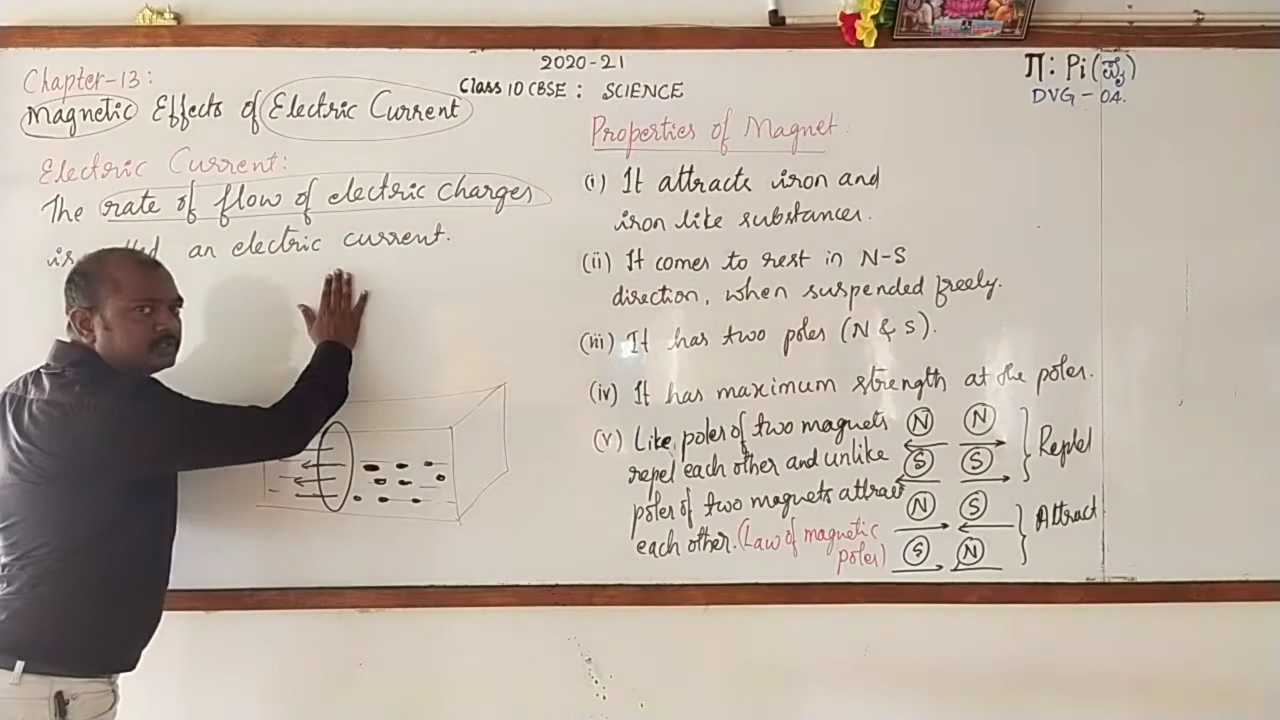 2020-21
Class 10 CBSE : SCIENCE
Π: Pi(
DVG - 04.
Chapter-13:
Magnetic Effects of Electric Current
Electric Current:
The rate of flow of electric charges
is an electric current.
Properties of Magnet
(i) It attracts iron and
iron like substances.
(ii) It comes to rest in N-S
direction, when suspended freely.
(iii) It has two poles (N & S).
(iv) It has maximum strength at the poles.
(v) Like poles of two magnets
repel each other and unlike
poles of two magnets attract
each other. (Law of magnetic
poles)
N N
S S
Repel
N S
S N
Attract